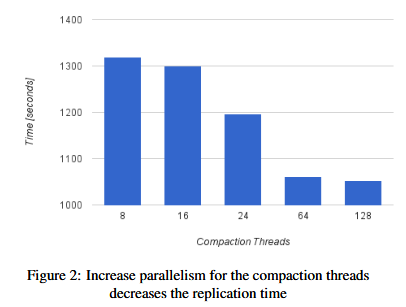 1400
1300
1200
1100
1000
Time [seconds]
8 16 24 64 128
Compaction Threads
Figure 2: Increase parallelism for the compaction threads
decreases the replication time